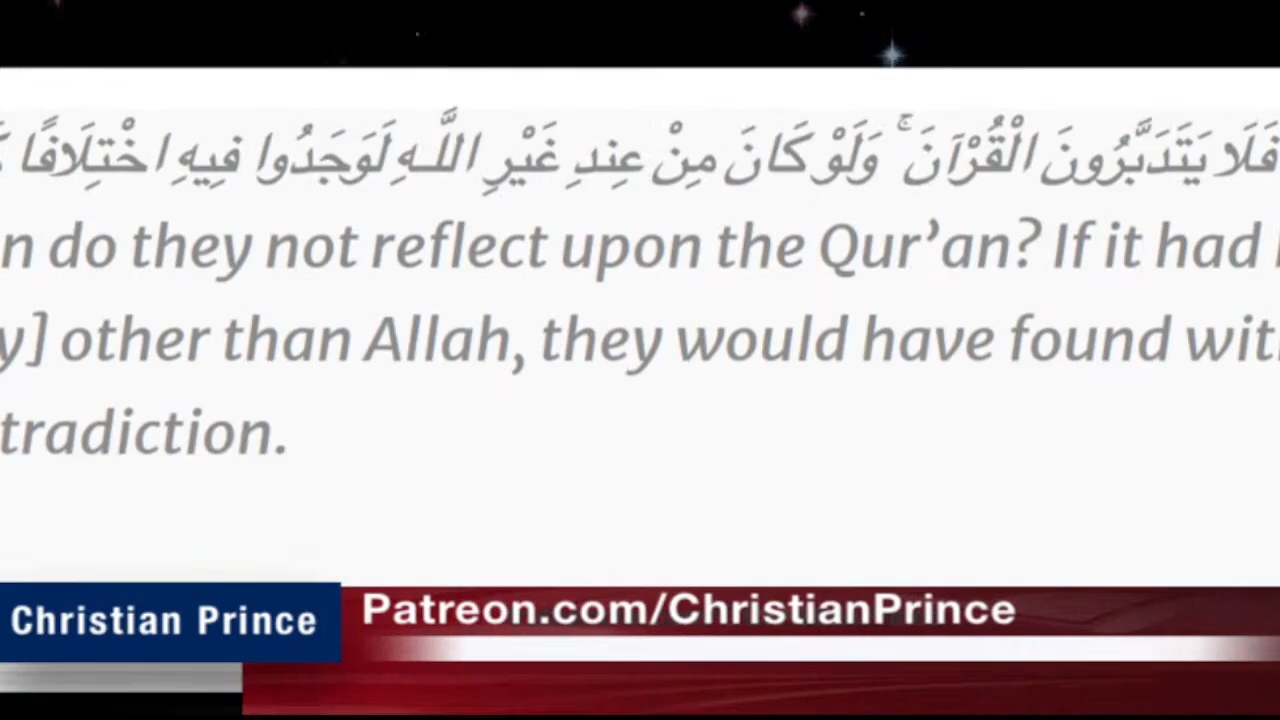 فَلَا يَتَدَبَّرُونَ الْقُرْآنَ ۚ وَلَوْ كَانَ مِنْ عِندِ غَيْرِ اللَّـهِ لَوَجَدُوا فِيهِ اخْتِلَافًا
n do they not reflect upon the Qur’an? If it had
y] other than Allah, they would have found wit
tradiction.
Christian Prince
Patreon.com/ChristianPrince